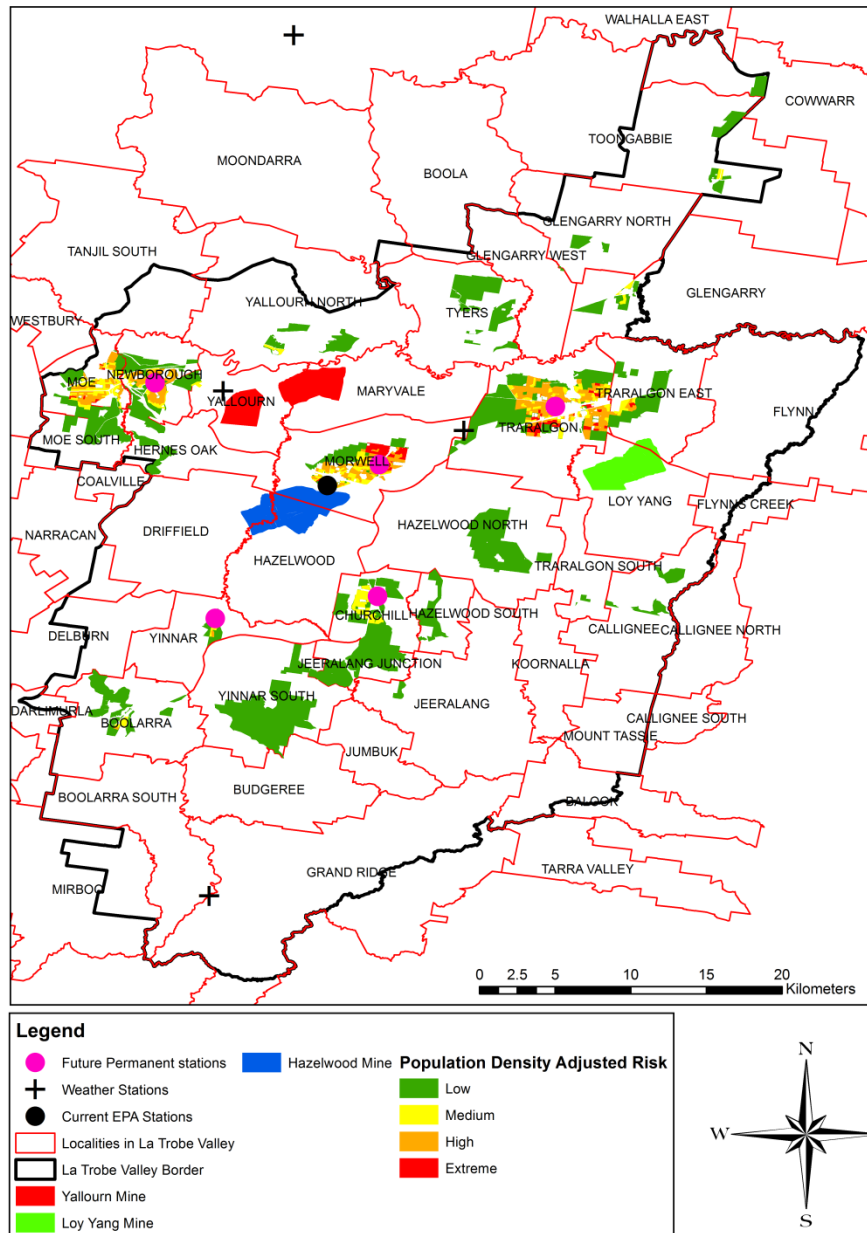 WALHALLA EAST
COWWARR
TOONGABBIE
MOONDARRA
BOOLA
GLENGARRY NORTH
TANJIL SOUTH
GLENGARRY WEST
GLENGARRY
YALLOURN NORTH
TYERS
WESTBURY
NEWBOROUGH
MOE
YALLOURN
MARYVALE
TRARALGON EAST
FLYNN
TRARALGON
MOE SOUTH
HERNES OAK
MORWELL
COALVILLE
LOY YANG
FLYNNS CREEK
NARRACAN
DRIFFIELD
HAZELWOOD NORTH
HAZELWOOD
TRARALGON SOUTH
CHURCHILL
HAZELWOOD SOUTH
DELBURN
YINNAR
CALLIGNEE
CALLIGNEE NORTH
JEERALANG JUNCTION
KOORNALLA
YINNAR SOUTH
JEERALANG
DARLIMURLA
BOOLARRA
CALLIGNEE SOUTH
MOUNT TASSIE
JUMBUK
BOOLARRA SOUTH
BUDGEREE
BALOOK
GRAND RIDGE
TARRA VALLEY
MIRBOO
0 2.5 5 10 15 20
Kilometers
Legend
Future Permanent stations
Weather Stations
Current EPA Stations
Localities in La Trobe Valley
La Trobe Valley Border
Yallourn Mine
Loy Yang Mine
Hazelwood Mine
Population Density Adjusted Risk
Low
Medium
High
Extreme
N
W
S